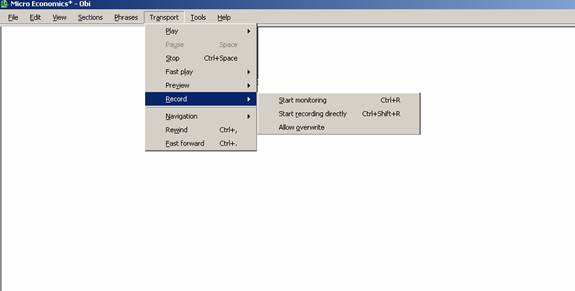 Micro Economics* - Obi
File Edit View Sections Phrases Transport Tools Help
Play
Pause Space
Stop Ctrl+Space
Fast play
Preview
Record
Start monitoring Ctrl+R
Start recording directly Ctrl+Shift+R
Allow overwrite
Navigation
Rewind Ctrl+,
Fast forward Ctrl+.